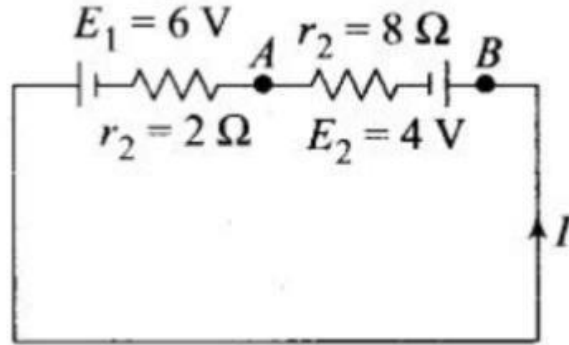 E₁ = 6 V r₂ = 8 Ω
A B
r₂ = 2 Ω E₂ = 4 V
I